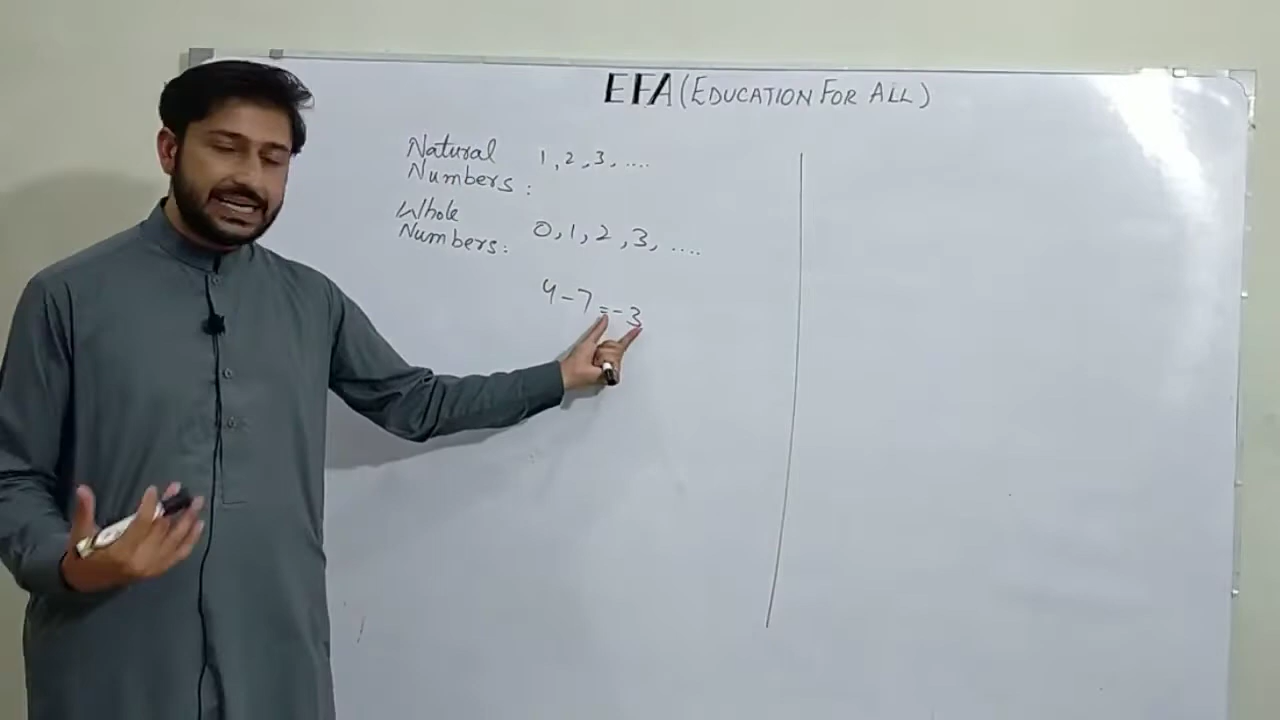 EFA (EDUCATION FOR ALL)
Natural 1, 2, 3, ....
Numbers:
Whole
Numbers: 0, 1, 2, 3, ....
4 - 7 = - 3